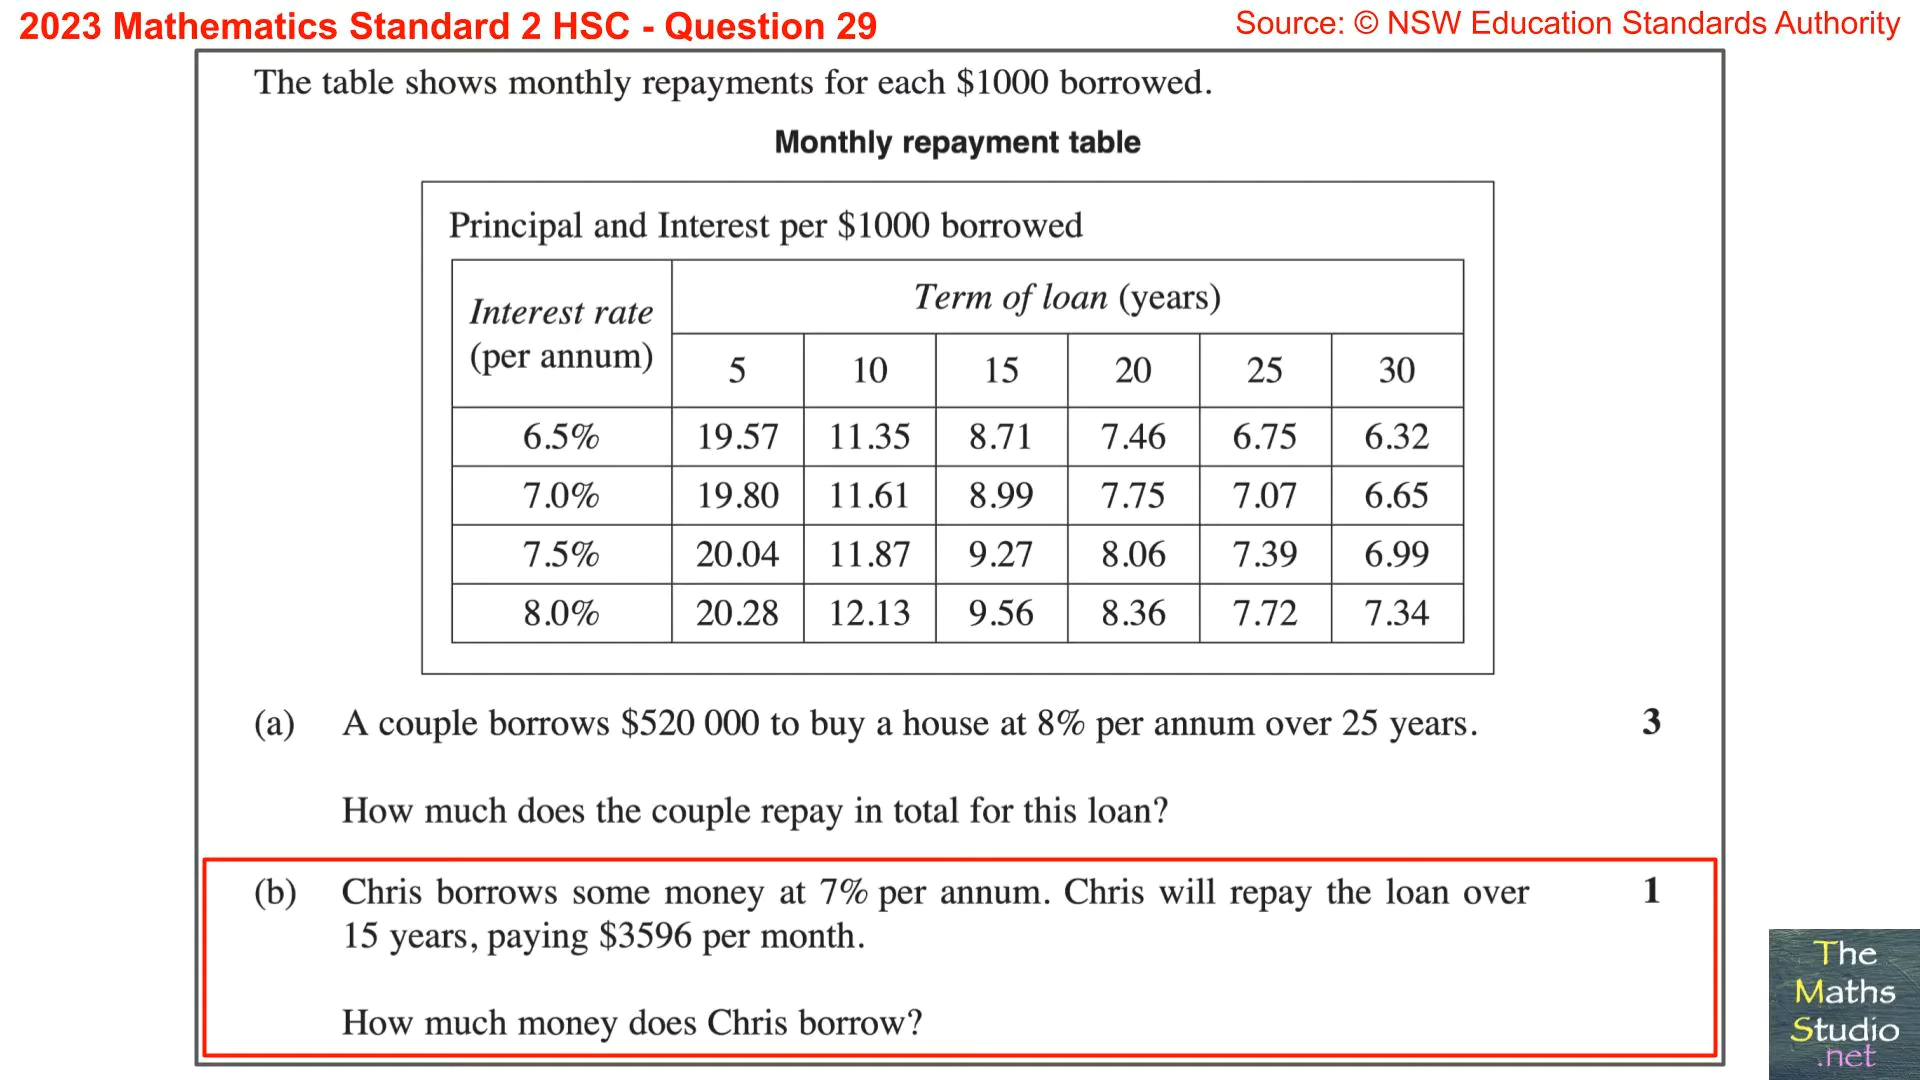 2023 Mathematics Standard 2 HSC - Question 29
Source: © NSW Education Standards Authority
The table shows monthly repayments for each $1000 borrowed.
Monthly repayment table
Principal and Interest per $1000 borrowed
Interest rate (per annum) Term of loan (years)
5 10 15 20 25 30
6.5% 19.57 11.35 8.71 7.46 6.75 6.32
7.0% 19.80 11.61 8.99 7.75 7.07 6.65
7.5% 20.04 11.87 9.27 8.06 7.39 6.99
8.0% 20.28 12.13 9.56 8.36 7.72 7.34
(a) A couple borrows $520 000 to buy a house at 8% per annum over 25 years. 3
How much does the couple repay in total for this loan?
(b) Chris borrows some money at 7% per annum. Chris will repay the loan over 1
15 years, paying $3596 per month.
How much money does Chris borrow?
The
Maths
Studio
.net